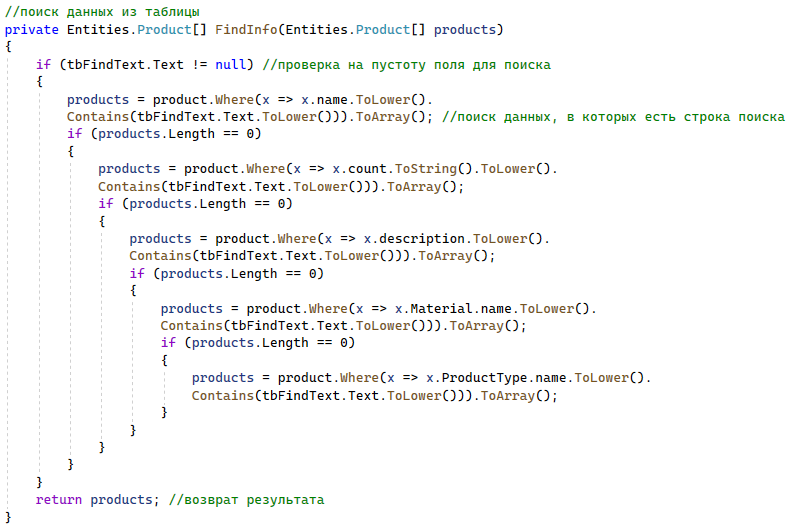 //поиск данных из таблицы
private Entities.Product[] FindInfo(Entities.Product[] products)
{
    if (tbFindText.Text != null) //проверка на пустоту поля для поиска
    {
        products = product.Where(x => x.name.ToLower().
        Contains(tbFindText.Text.ToLower())).ToArray(); //поиск данных, в которых есть строка поиска
        if (products.Length == 0)
        {
            products = product.Where(x => x.count.ToString().ToLower().
            Contains(tbFindText.Text.ToLower())).ToArray();
            if (products.Length == 0)
            {
                products = product.Where(x => x.description.ToLower().
                Contains(tbFindText.Text.ToLower())).ToArray();
                if (products.Length == 0)
                {
                    products = product.Where(x => x.Material.name.ToLower().
                    Contains(tbFindText.Text.ToLower())).ToArray();
                    if (products.Length == 0)
                    {
                        products = product.Where(x => x.ProductType.name.ToLower().
                        Contains(tbFindText.Text.ToLower())).ToArray();
                    }
                }
            }
        }
    }
    return products; //возврат результата
}